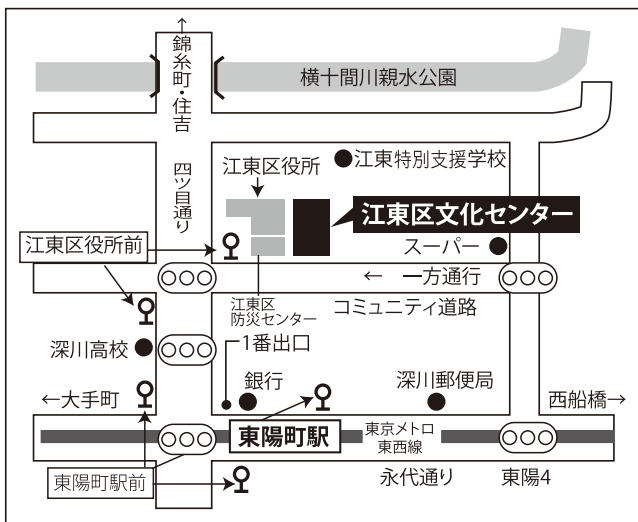 ↑錦糸町・住吉
横十間川親水公園
四ツ目通り
江東区役所
江東特別支援学校
江東区文化センター
江東区役所前
スーパー
← 一方通行
江東区
防災センター
コミュニティ道路
深川高校
1番出口
←大手町
銀行
深川郵便局
西船橋→
東陽町駅
東京メトロ
東西線
東陽町駅前
永代通り
東陽4